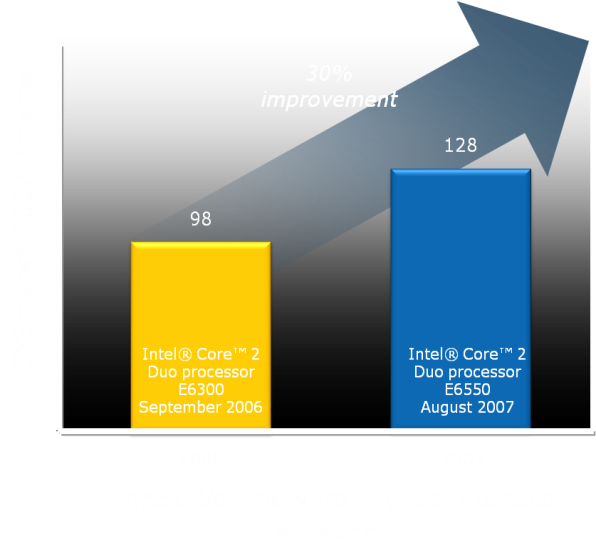 30%
improvement
128
98
Intel® Core™ 2
Duo processor
E6300
September 2006
Intel® Core™ 2
Duo processor
E6550
August 2007